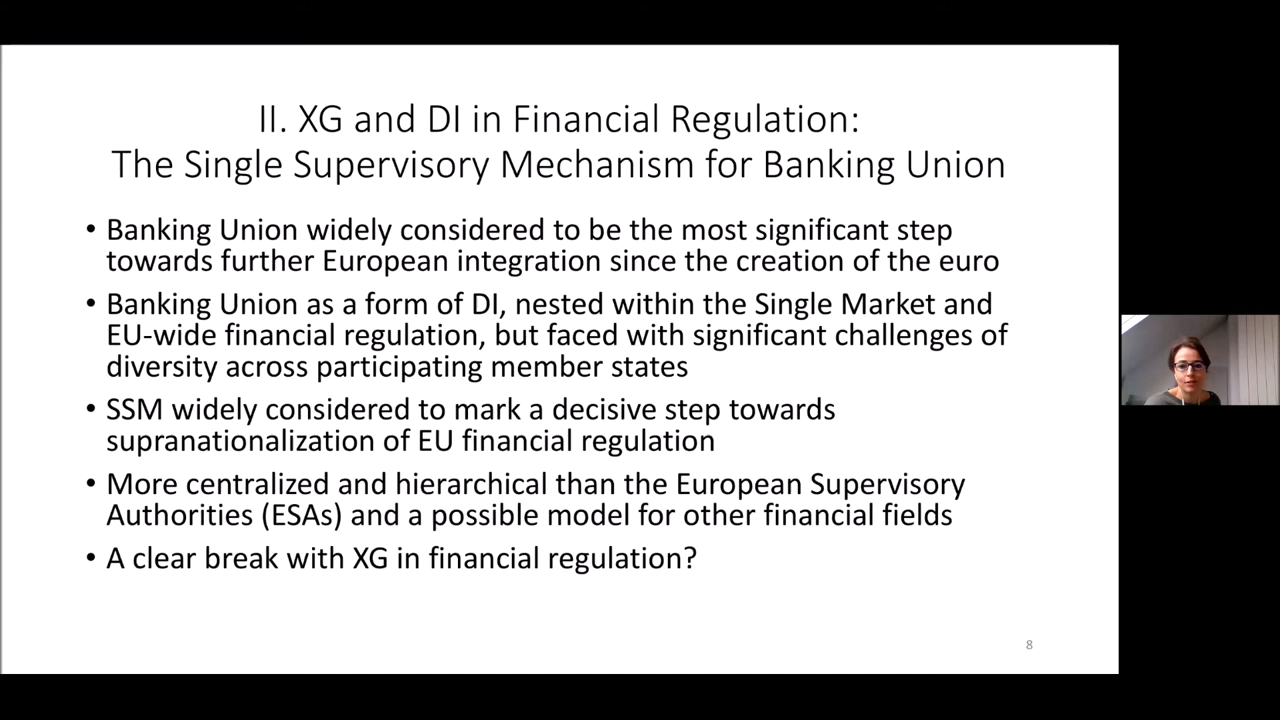 II. XG and DI in Financial Regulation:
The Single Supervisory Mechanism for Banking Union
• Banking Union widely considered to be the most significant step
towards further European integration since the creation of the euro
• Banking Union as a form of DI, nested within the Single Market and
EU-wide financial regulation, but faced with significant challenges of
diversity across participating member states
• SSM widely considered to mark a decisive step towards
supranationalization of EU financial regulation
• More centralized and hierarchical than the European Supervisory
Authorities (ESAs) and a possible model for other financial fields
• A clear break with XG in financial regulation?
8